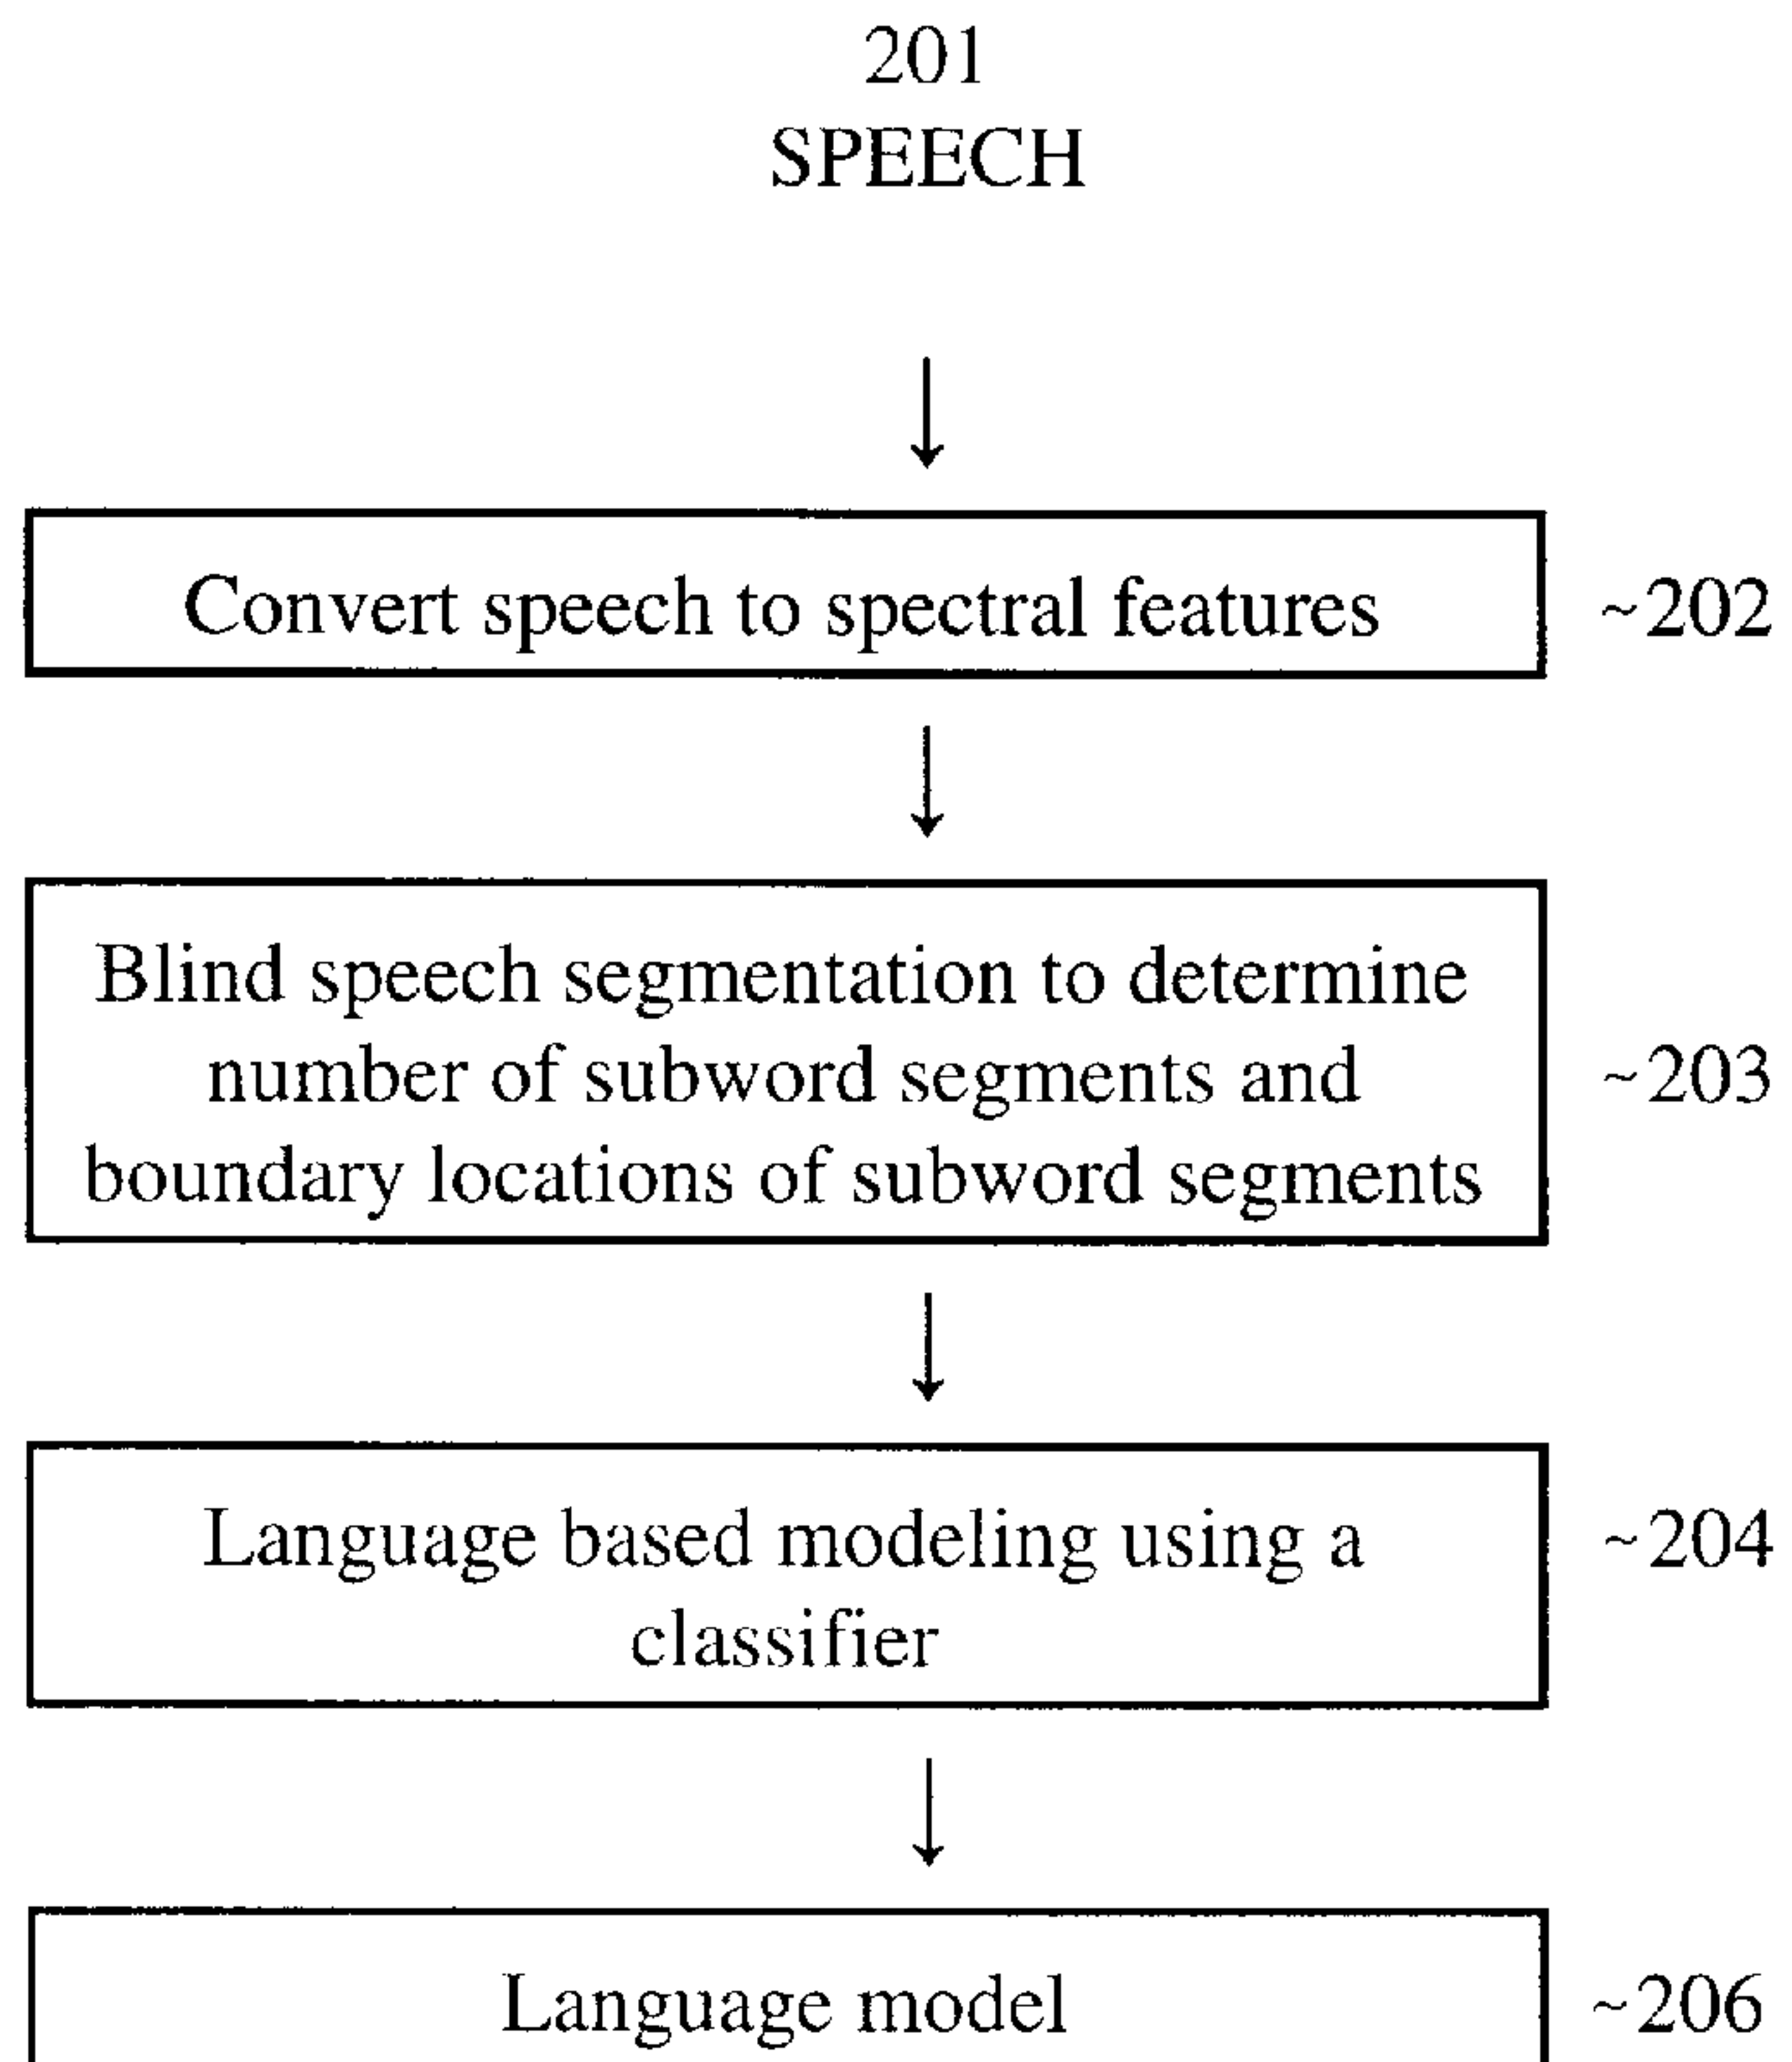 201
SPEECH
Convert speech to spectral features
~202
Blind speech segmentation to determine
number of subword segments and
boundary locations of subword segments
~203
Language based modeling using a
classifier
~204
Language model
~206